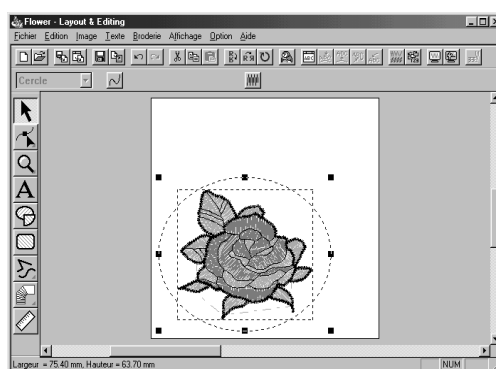 Flower - Layout & Editing
Fichier Edition Image Texte Broderie Affichage Option Aide
Cercle
A
Largeur = 75.40 mm, Hauteur = 63.70 mm NUM